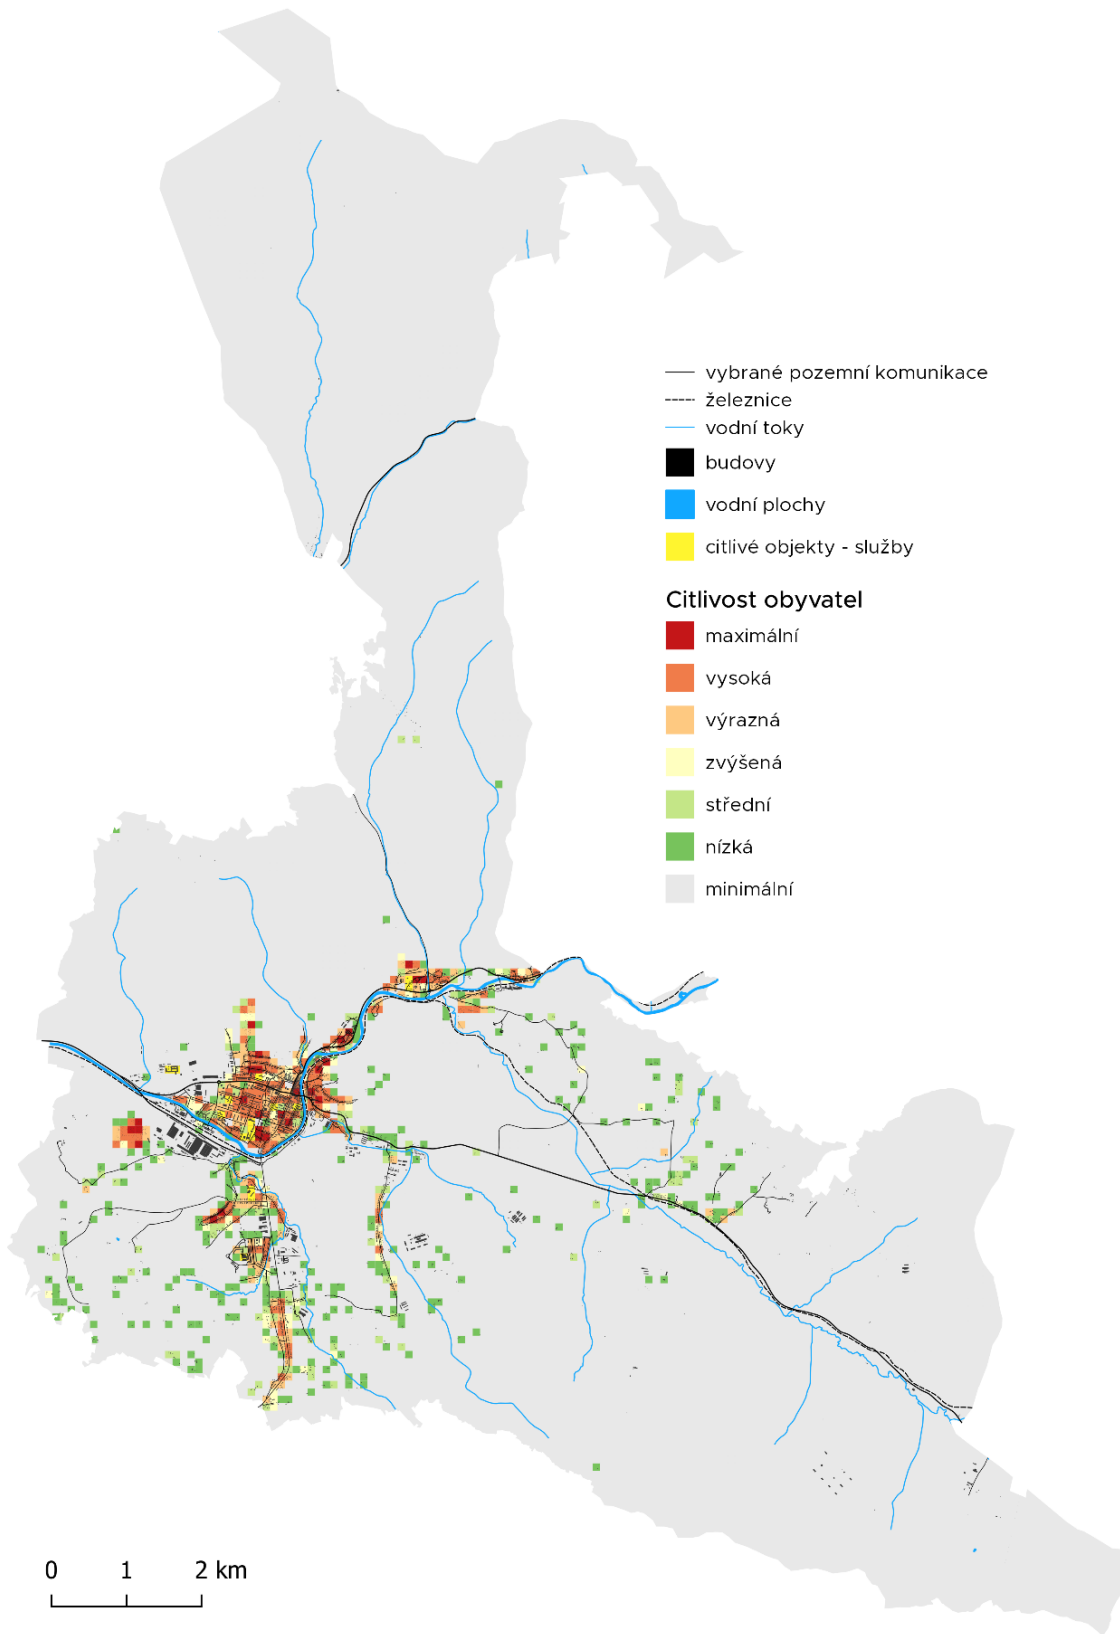 vybrané pozemní komunikace
železnice
vodní toky
budovy
vodní plochy
citlivé objekty - služby
Citlivost obyvatel
maximální
vysoká
výrazná
zvýšená
střední
nízká
minimální
0 1 2 km